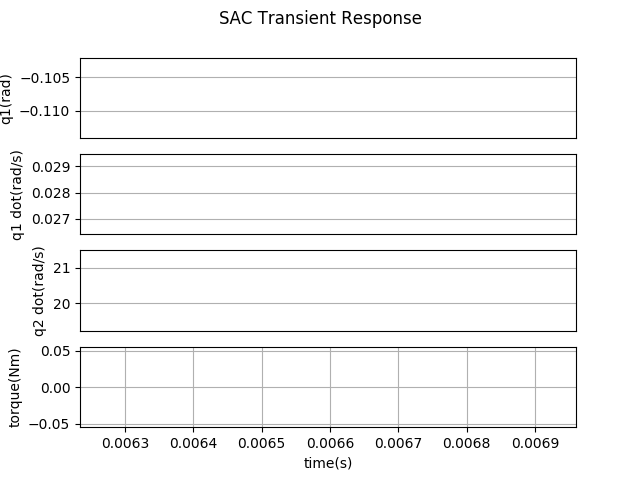 SAC Transient Response
−0.105
−0.110
q1(rad)
0.029
0.028
0.027
q1 dot(rad/s)
21
20
q2 dot(rad/s)
0.05
0.00
−0.05
torque(Nm)
0.0063 0.0064 0.0065 0.0066 0.0067 0.0068 0.0069
time(s)